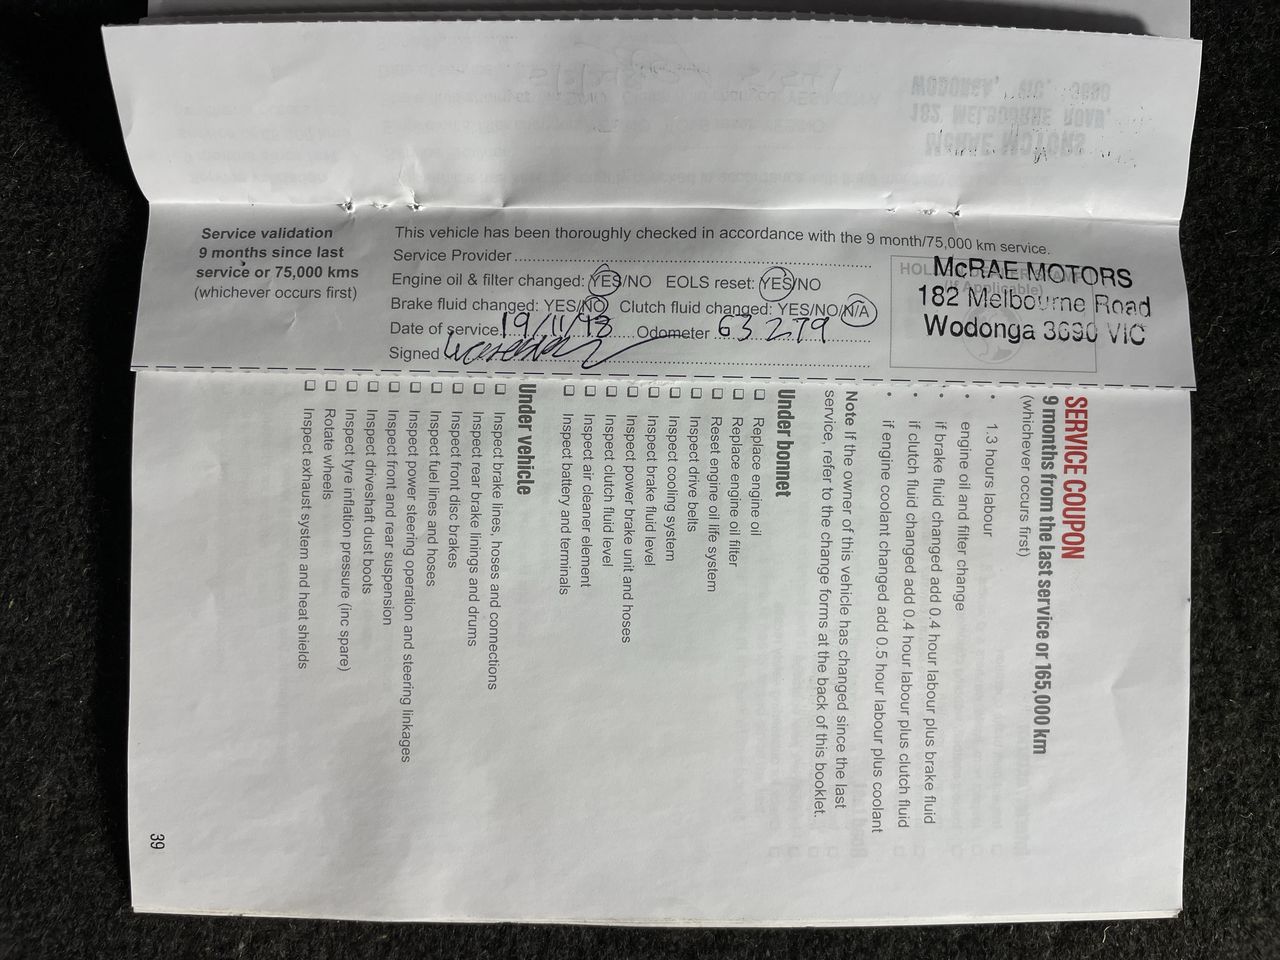 Service validation
9 months since last
service or 75,000 kms
(whichever occurs first)
This vehicle has been thoroughly checked in accordance with the 9 month/75,000 km service.
Service Provider
Engine oil & filter changed: YES/NO EOLS reset: YES/NO
Brake fluid changed: YES/NO Clutch fluid changed: YES/NO/N/A
Date of service 19/11/13 Odometer 63279
Signed
McRAE MOTORS
182 Melbourne Road
Wodonga 3690 VIC
SERVICE COUPON
9 months from the last service or 165,000 km
(whichever occurs first)
• 1.3 hours labour
• engine oil and filter change
• if brake fluid changed add 0.4 hour labour plus brake fluid
• if clutch fluid changed add 0.4 hour labour plus clutch fluid
• if engine coolant changed add 0.5 hour labour plus coolant
Note If the owner of this vehicle has changed since the last
service, refer to the change forms at the back of this booklet.
Under bonnet
Replace engine oil
Replace engine oil filter
Reset engine oil life system
Inspect drive belts
Inspect cooling system
Inspect brake fluid level
Inspect power brake unit and hoses
Inspect clutch fluid level
Inspect air cleaner element
Inspect battery and terminals
Under vehicle
Inspect brake lines, hoses and connections
Inspect rear brake linings and drums
Inspect front disc brakes
Inspect fuel lines and hoses
Inspect power steering operation and steering linkages
Inspect front and rear suspension
Inspect driveshaft dust boots
Inspect tyre inflation pressure (inc spare)
Rotate wheels
Inspect exhaust system and heat shields
39